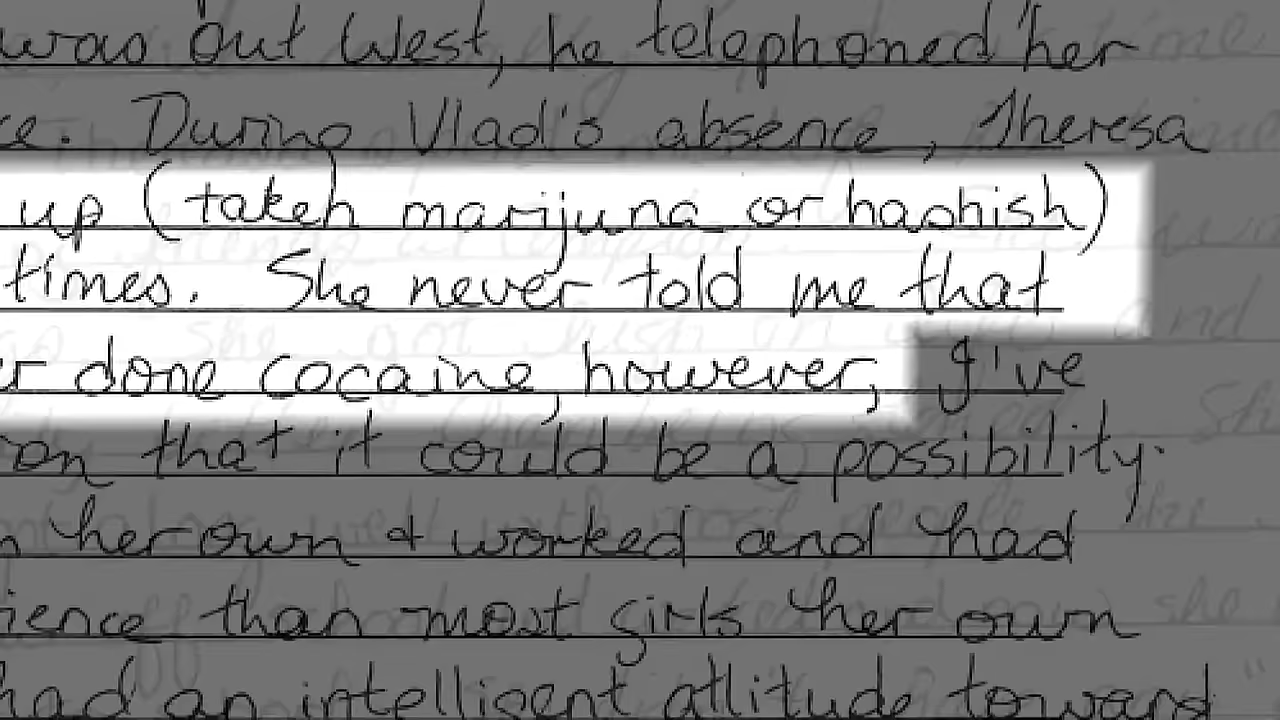 was out West, he telephoned her
ce. During Vlad's absence, Theresa
up (taken marijuna or hashish)
times. She never told me that
er done cocaine, however, I've
on that it could be a possibility.
n her own & worked and had
ience than most girls her own
had an intelligent attitude toward